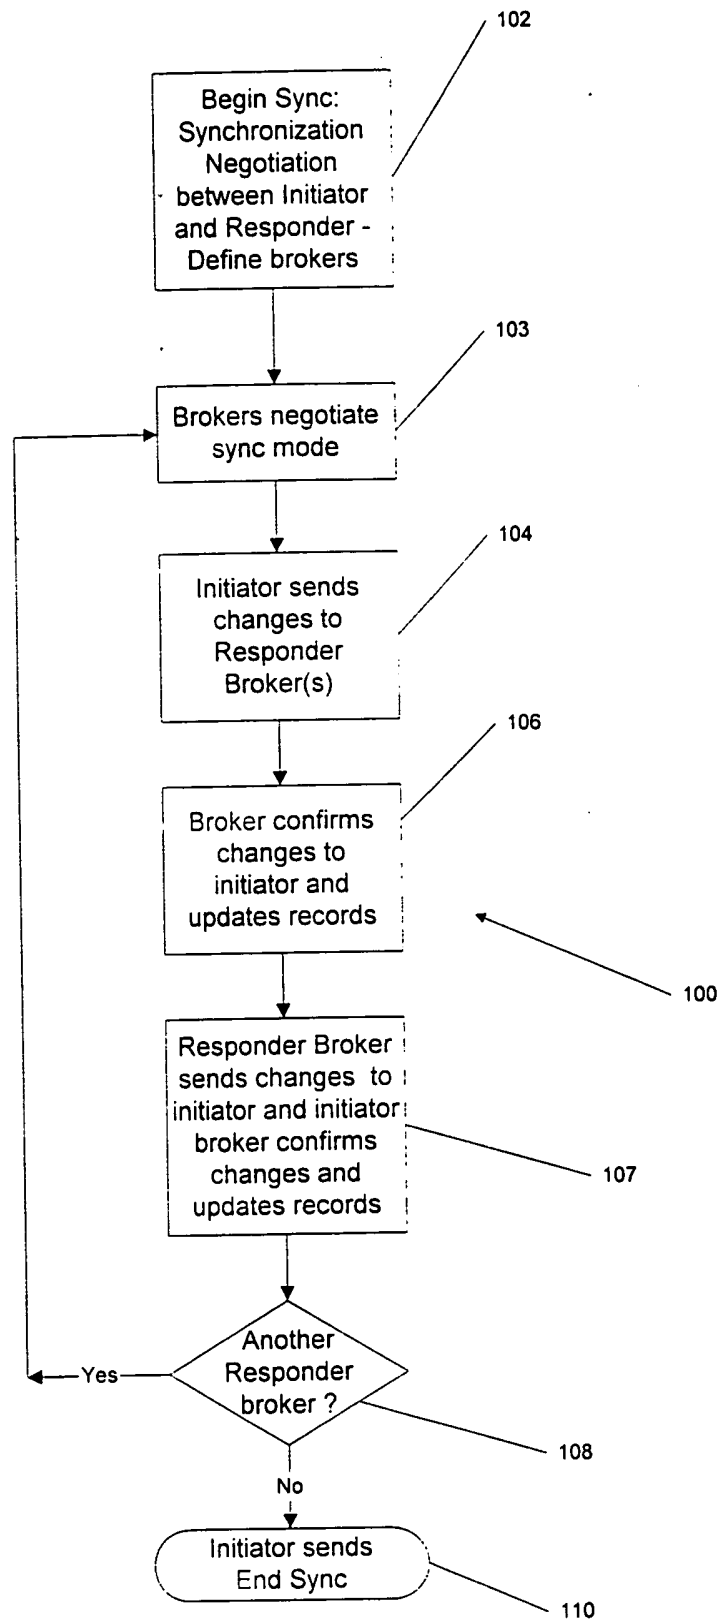 102
Begin Sync:
Synchronization
Negotiation
between Initiator
and Responder -
Define brokers
103
Brokers negotiate
sync mode
104
Initiator sends
changes to
Responder
Broker(s)
106
Broker confirms
changes to
initiator and
updates records
100
Responder Broker
sends changes to
initiator and initiator
broker confirms
changes and
updates records
107
Another
Responder
broker ?
Yes
108
No
Initiator sends
End Sync
110